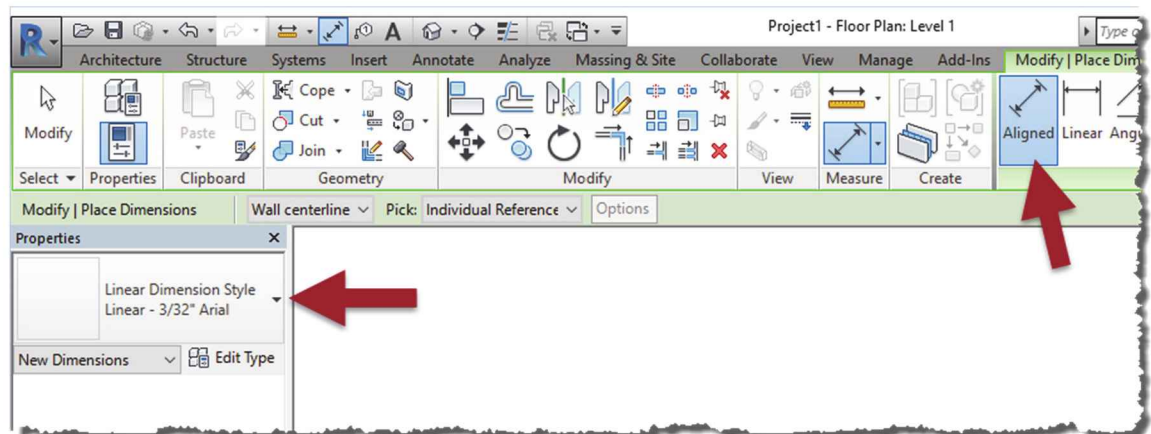 Project1 - Floor Plan: Level 1
Architecture Structure Systems Insert Annotate Analyze Massing & Site Collaborate View Manage Add-Ins Modify | Place Dim
Modify Paste Cope Cut Join Aligned Linear Angu
Select Properties Clipboard Geometry Modify View Measure Create
Modify | Place Dimensions Wall centerline Pick: Individual Reference Options
Properties
Linear Dimension Style
Linear - 3/32" Arial
New Dimensions Edit Type